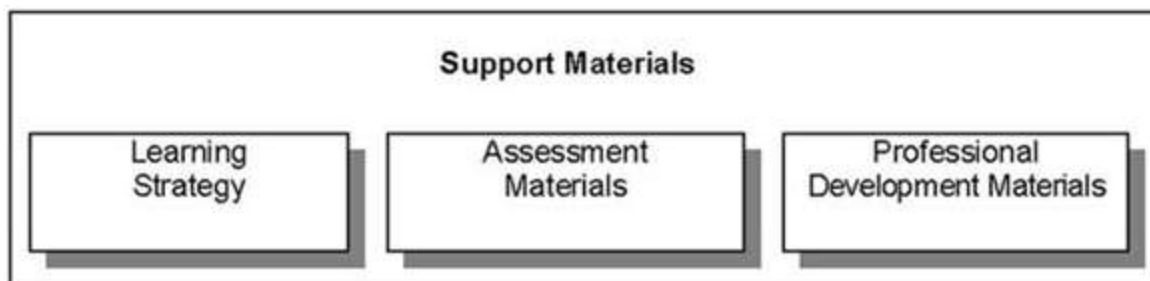 Support Materials
Learning
Strategy
Assessment
Materials
Professional
Development Materials